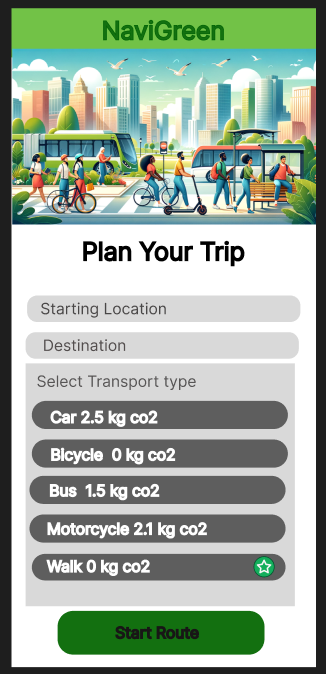 NaviGreen
Plan Your Trip
Starting Location
Destination
Select Transport type
Car 2.5 kg co2
Bicycle 0 kg co2
Bus 1.5 kg co2
Motorcycle 2.1 kg co2
Walk 0 kg co2
Start Route